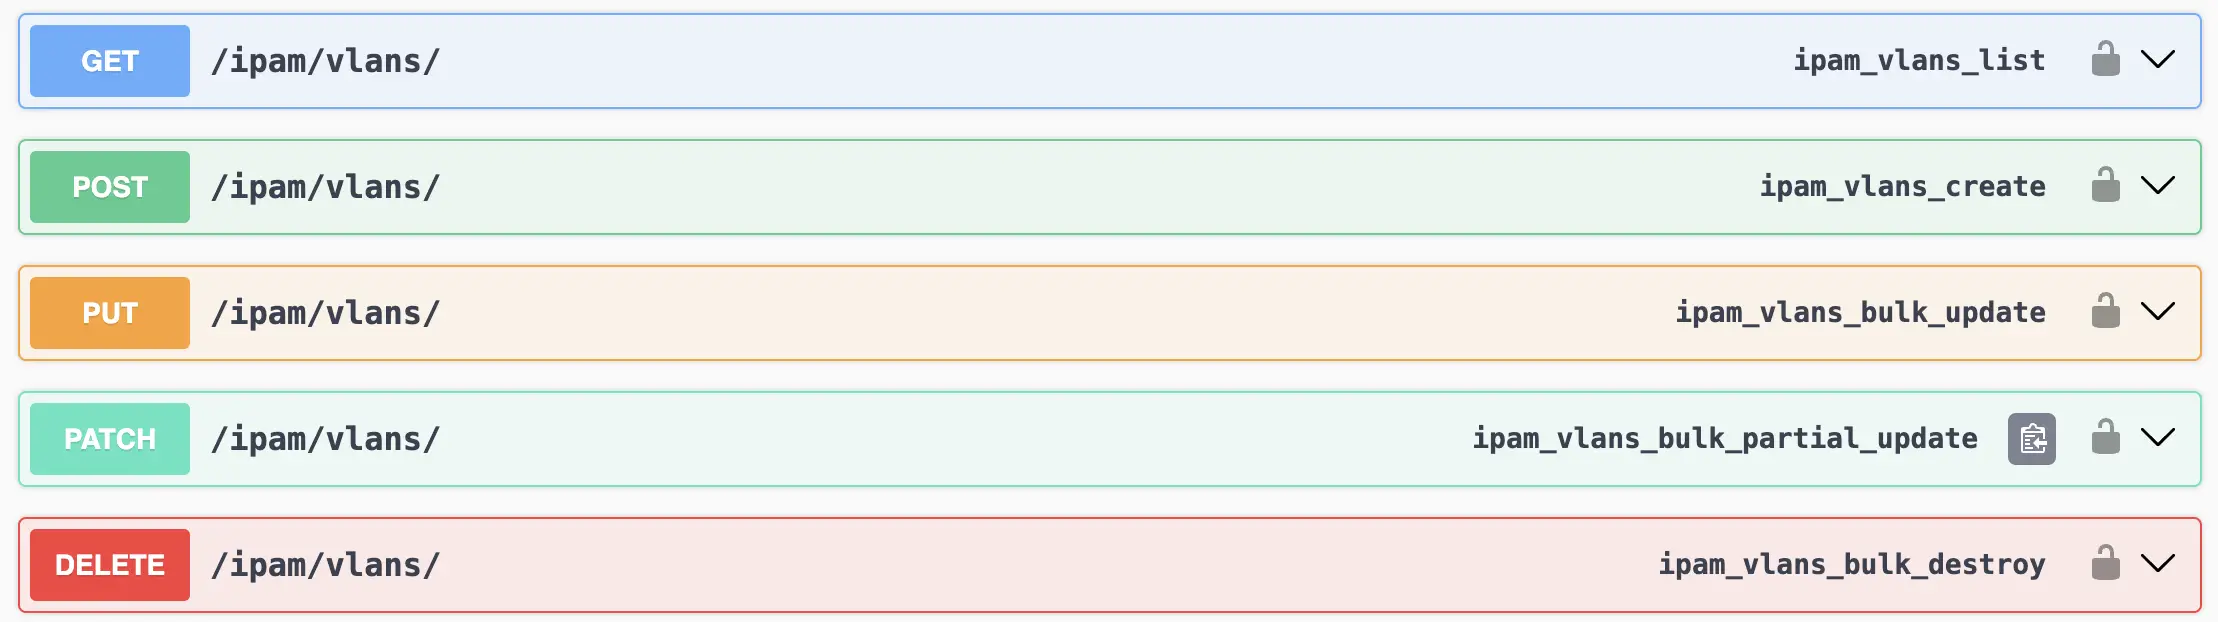 GET /ipam/vlans/ ipam_vlans_list
POST /ipam/vlans/ ipam_vlans_create
PUT /ipam/vlans/ ipam_vlans_bulk_update
PATCH /ipam/vlans/ ipam_vlans_bulk_partial_update
DELETE /ipam/vlans/ ipam_vlans_bulk_destroy